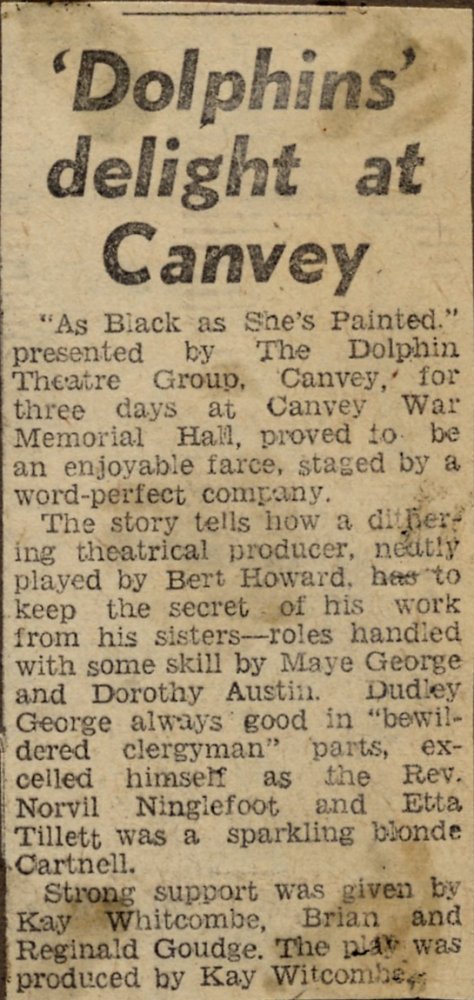 'Dolphins'
delight at
Canvey
"As Black as She's Painted."
presented by The Dolphin
Theatre Group, Canvey, for
three days at Canvey War
Memorial Hall, proved to be
an enjoyable farce, staged by a
word-perfect company.
The story tells how a dither-
ing theatrical producer, neatly
played by Bert Howard, has to
keep the secret of his work
from his sisters—roles handled
with some skill by Maye George
and Dorothy Austin. Dudley
George always good in "bewil-
dered clergyman" parts, ex-
celled himself as the Rev.
Norvil Ninglefoot and Etta
Tillett was a sparkling blonde
Cartnell.
Strong support was given by
Kay Whitcombe, Brian and
Reginald Goudge. The play was
produced by Kay Witcombe.